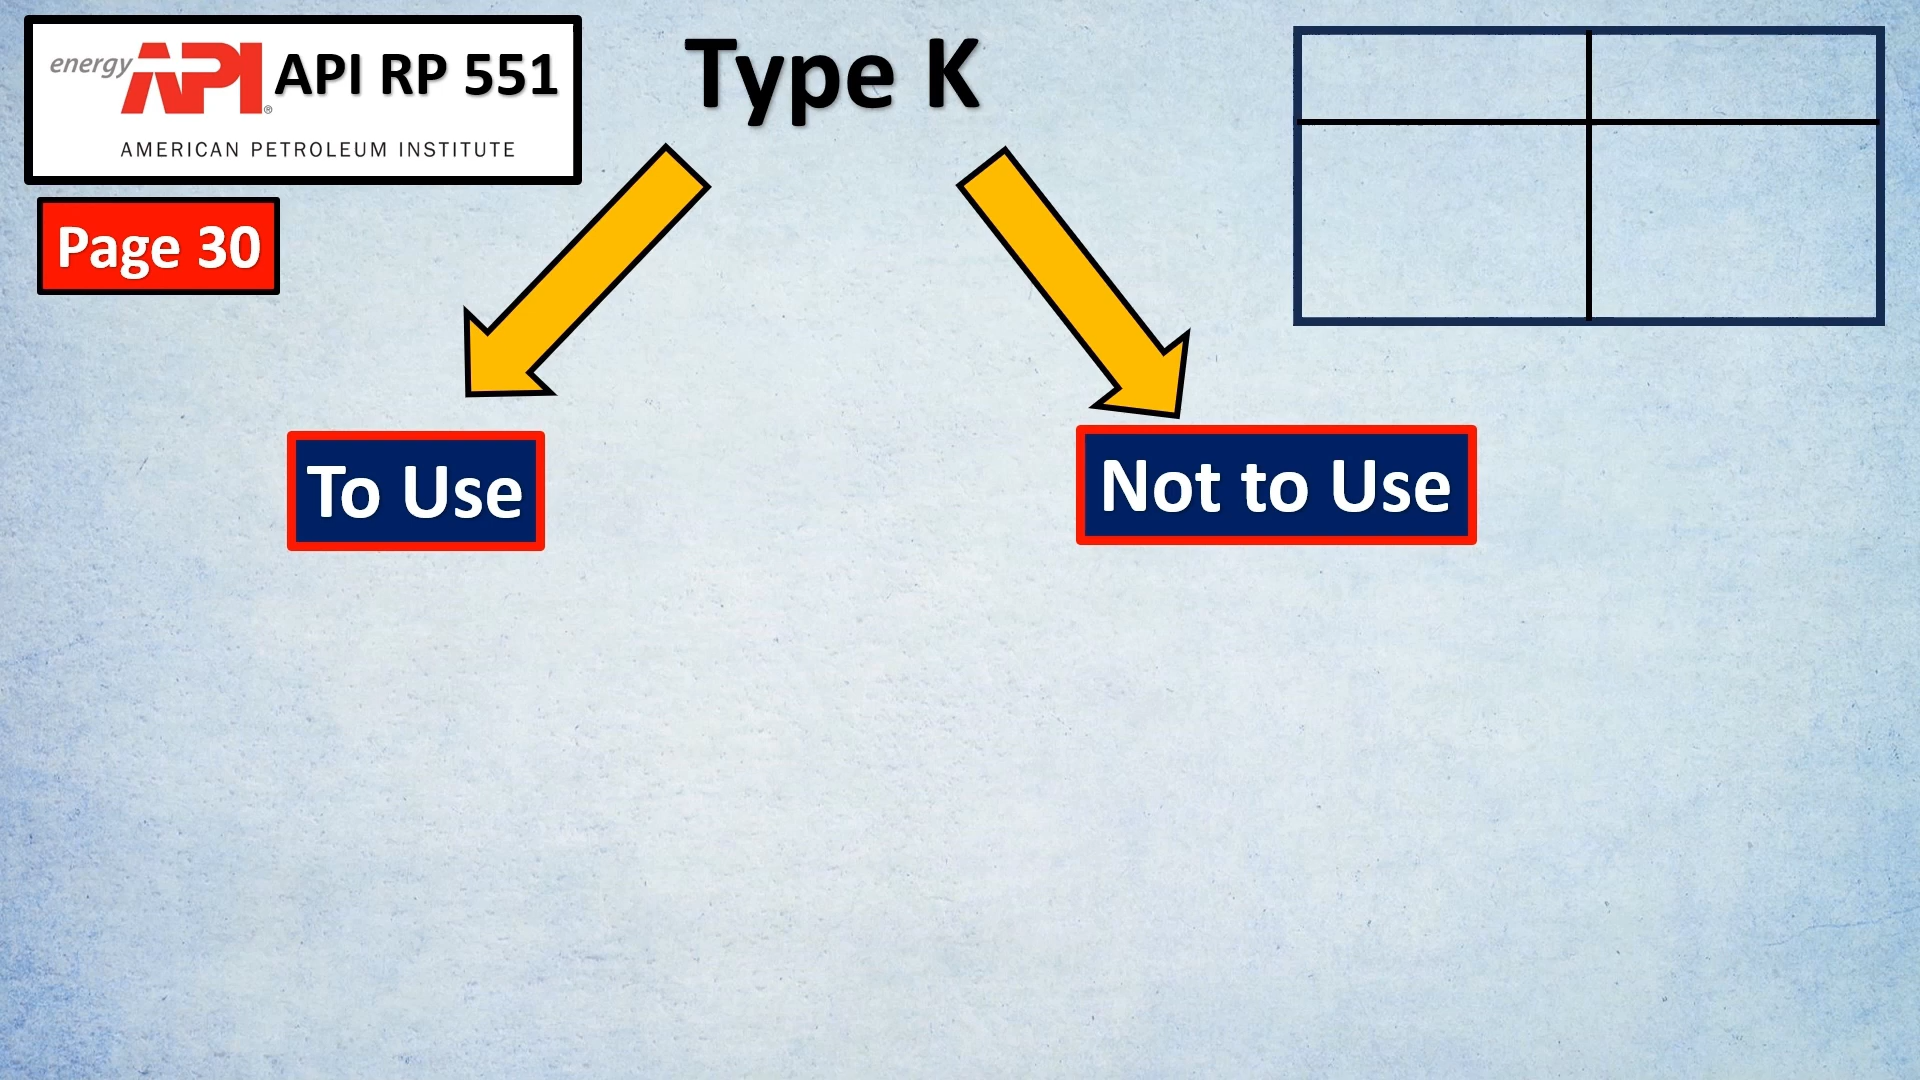 energy API® API RP 551
AMERICAN PETROLEUM INSTITUTE
Page 30
Type K
To Use
Not to Use